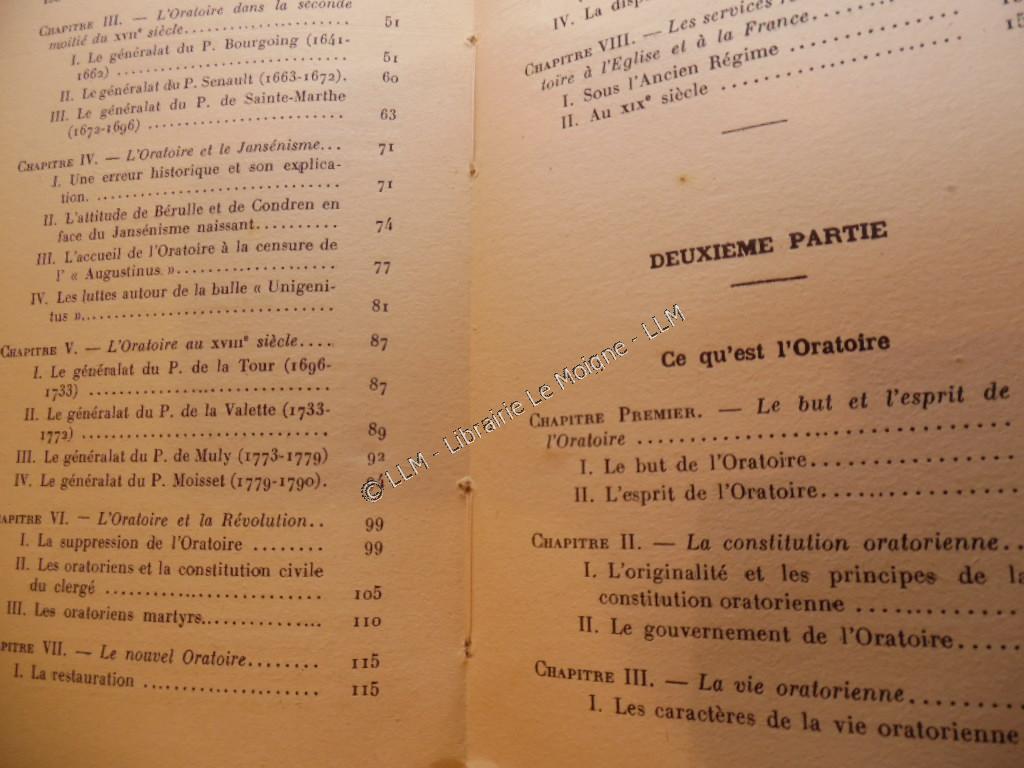 CHAPITRE III. — L'Oratoire dans la seconde
moitié du XVIIe siècle ........ 51
I. Le généralat du P. Bourgoing (1641-
1662) ........ 51
II. Le généralat du P. Senault (1663-1672). 60
III. Le généralat du P. de Sainte-Marthe
(1672-1696) ........ 63
CHAPITRE IV. — L'Oratoire et le Jansénisme... 71
I. Une erreur historique et son explica-
tion. ........ 71
II. L'attitude de Bérulle et de Condren en
face du Jansénisme naissant.......... 74
III. L'accueil de l'Oratoire à la censure de
l' « Augustinus ».................... 77
IV. Les luttes autour de la bulle « Unigeni-
tus »................................ 81
CHAPITRE V. — L'Oratoire au XVIIIe siècle..... 87
I. Le généralat du P. de la Tour (1696-
1733) ........ 87
II. Le généralat du P. de la Valette (1733-
1772) ........ 89
III. Le généralat du P. de Muly (1773-1779) 92
IV. Le généralat du P. Moisset (1779-1790).
APITRE VI. — L'Oratoire et la Révolution.. 99
I. La suppression de l'Oratoire ........ 99
II. Les oratoriens et la constitution civile
du clergé ........ 105
III. Les oratoriens martyrs.............. 110
PITRE VII. — Le nouvel Oratoire........ 115
I. La restauration ........ 115
IV. La
CHAPITRE VIII. — Les services
toire à l'Eglise et à la France
I. Sous l'Ancien Régime ........
II. Au XIXe siècle ........
DEUXIEME PARTIE
Ce qu'est l'Oratoire
CHAPITRE PREMIER. — Le but et l'esprit de
l'Oratoire ........
I. Le but de l'Oratoire........
II. L'esprit de l'Oratoire........
CHAPITRE II. — La constitution oratorienne..
I. L'originalité et les principes de la
constitution oratorienne ........
II. Le gouvernement de l'Oratoire.....
CHAPITRE III. — La vie oratorienne........
I. Les caractères de la vie oratorienne
© LLM - Librairie Le Moigne - LLM